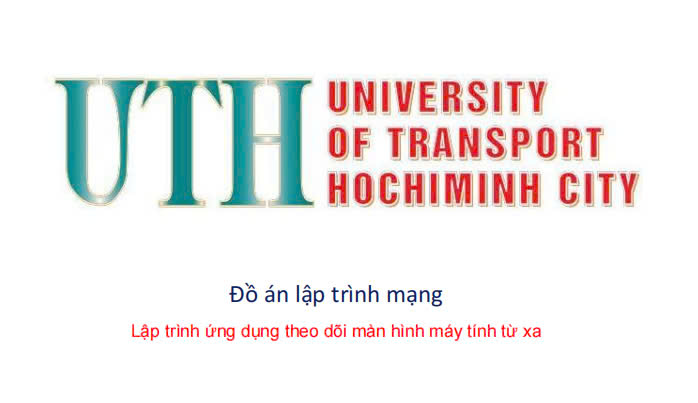 UTH
UNIVERSITY
OF TRANSPORT
HOCHIMINH CITY
Đồ án lập trình mạng
Lập trình ứng dụng theo dõi màn hình máy tính từ xa